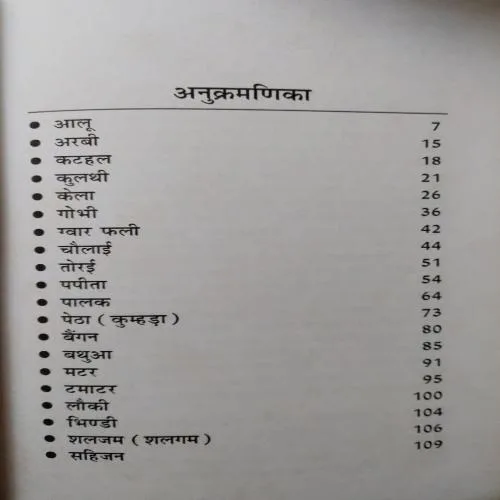 अनुक्रमणिका
● आलू 7
● अरबी 15
● कटहल 18
● कुलथी 21
● केला 26
● गोभी 36
● ग्वार फली 42
● चौलाई 44
● तोरई 51
● पपीता 54
● पालक 64
● पेठा ( कुम्हड़ा ) 73
● बैंगन 80
● बथुआ 85
● मटर 91
● टमाटर 95
● लौकी 100
● भिण्डी 104
● शलजम ( शलगम ) 106
● सहिजन 109